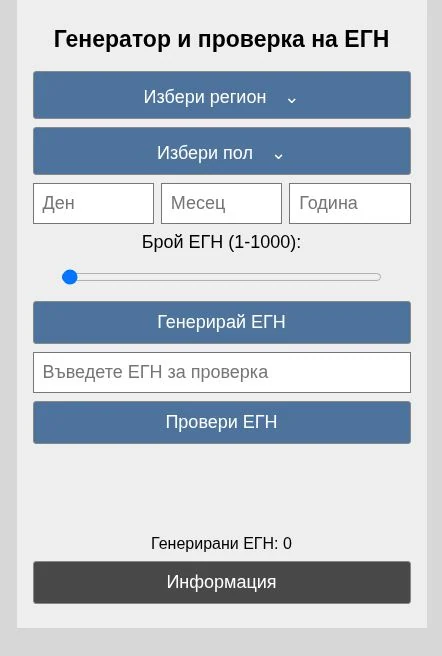 Генератор и проверка на ЕГН
Избери регион
Избери пол
Ден Месец Година
Брой ЕГН (1-1000):
Генерирай ЕГН
Въведете ЕГН за проверка
Провери ЕГН
Генерирани ЕГН: 0
Информация